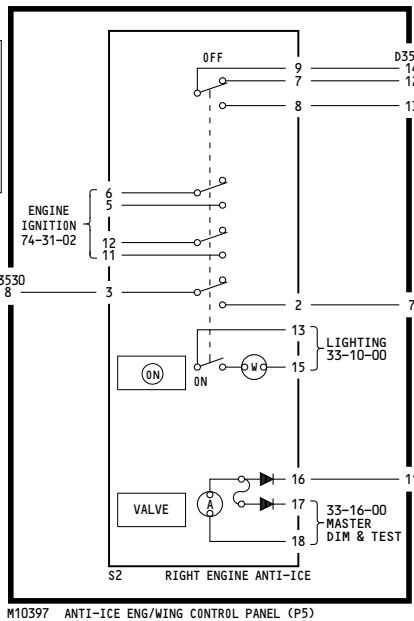 OFF
D35
9
14
7
12
8
13
6
5
ENGINE
IGNITION
74-31-02
12
11
3530
8
3
2
7
13
LIGHTING
33-10-00
ON
ON
W
15
16
11
VALVE
A
17
33-16-00
MASTER
DIM & TEST
18
S2 RIGHT ENGINE ANTI-ICE
M10397 ANTI-ICE ENG/WING CONTROL PANEL (P5)